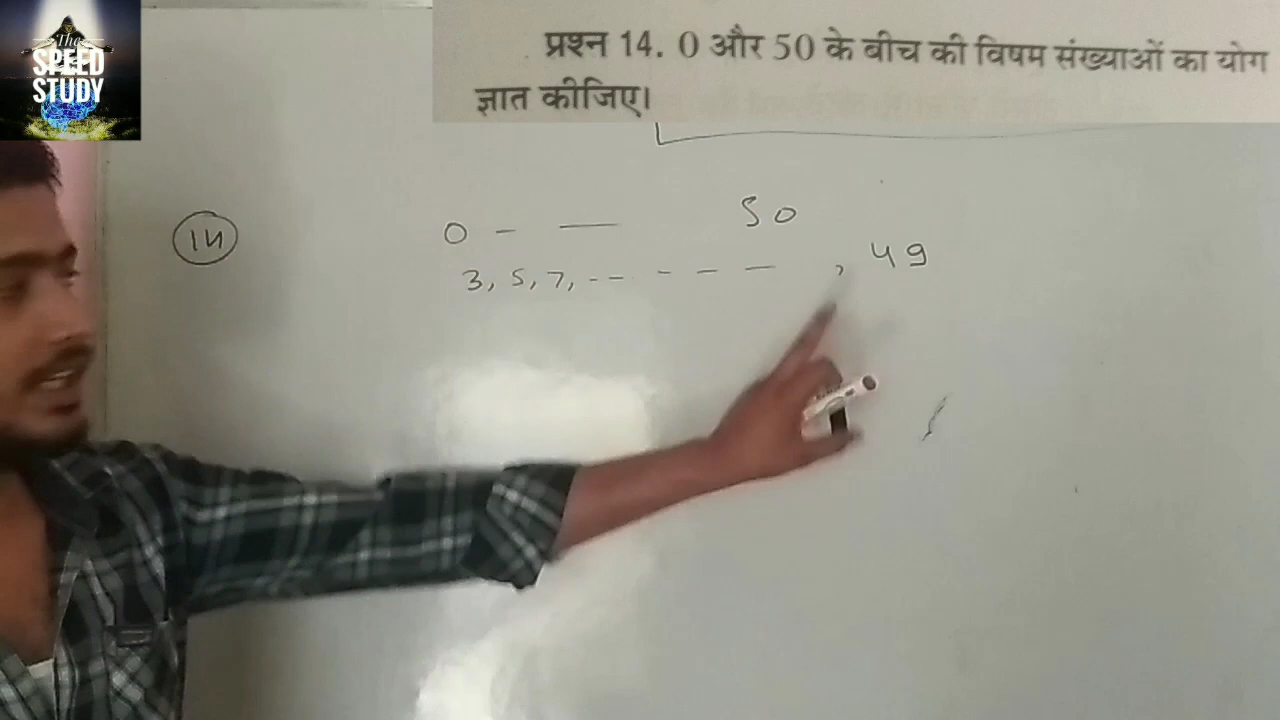 The
SPEED
STUDY
प्रश्न 14. 0 और 50 के बीच की विषम संख्याओं का योग
ज्ञात कीजिए।
14
0 - — 50
3, 5, 7, - - - - - — , 49